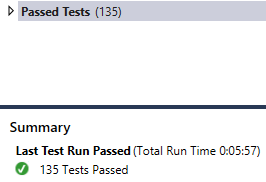 Passed Tests (135)
Summary
Last Test Run Passed (Total Run Time 0:05:57)
135 Tests Passed